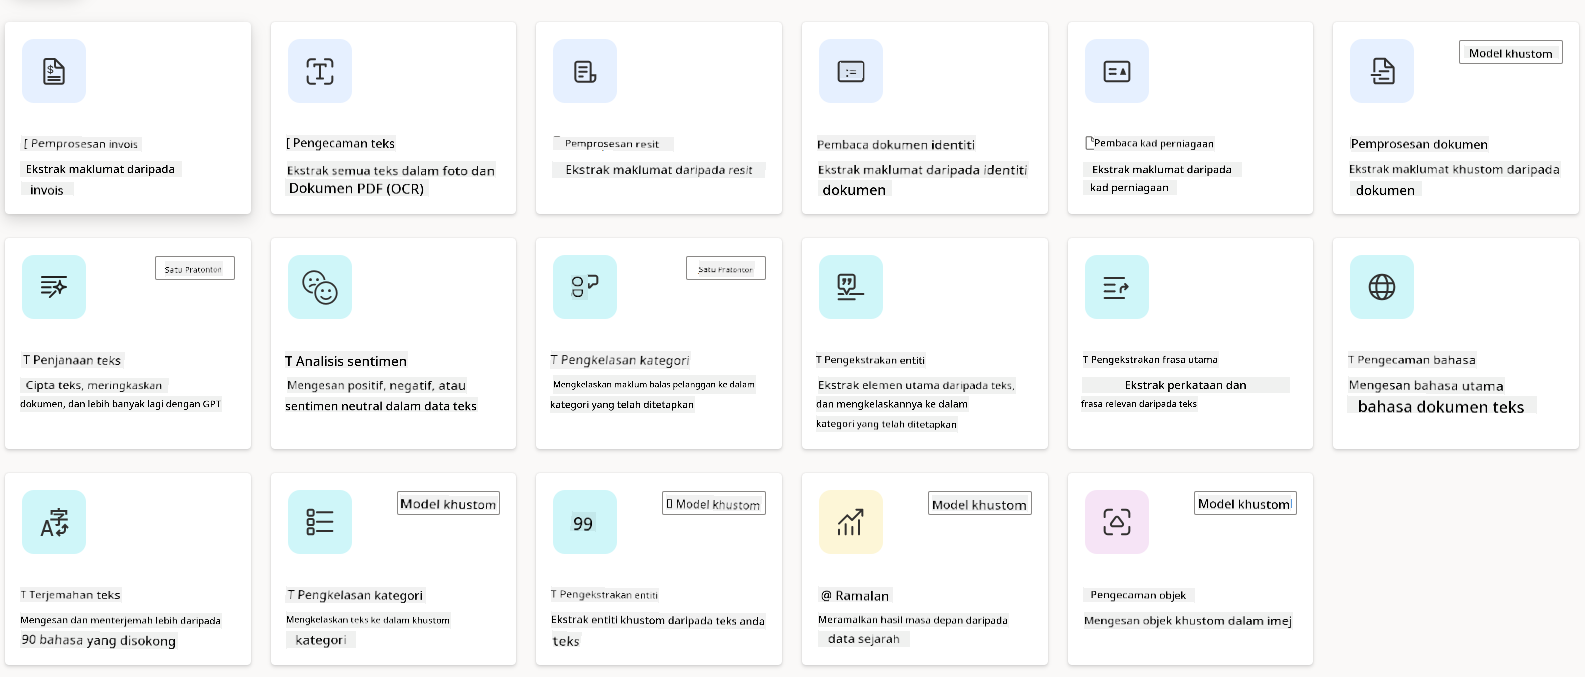 Model khustom
[ Pemprosesan invois
Ekstrak maklumat daripada
invois
[ Pengecaman teks
Ekstrak semua teks dalam foto dan
Dokumen PDF (OCR)
Pemprosesan resit
Ekstrak maklumat daripada resit
Pembaca dokumen identiti
Ekstrak maklumat daripada identiti
dokumen
Pembaca kad perniagaan
Ekstrak maklumat daripada
kad perniagaan
Pemprosesan dokumen
Ekstrak maklumat khustom daripada
dokumen
Satu Pratonton
T Penjanaan teks
Cipta teks, meringkaskan
dokumen, dan lebih banyak lagi dengan GPT
T Analisis sentimen
Mengesan positif, negatif, atau
sentimen neutral dalam data teks
Satu Pratonton
T Pengkelasan kategori
Mengkelaskan maklum balas pelanggan ke dalam
kategori yang telah ditetapkan
T Pengekstrakan entiti
Ekstrak elemen utama daripada teks,
dan mengkelaskannya ke dalam
kategori yang telah ditetapkan
T Pengekstrakan frasa utama
Ekstrak perkataan dan
frasa relevan daripada teks
T Pengecaman bahasa
Mengesan bahasa utama
bahasa dokumen teks
T Terjemahan teks
Mengesan dan menterjemah lebih daripada
90 bahasa yang disokong
Model khustom
T Pengkelasan kategori
Mengkelaskan teks ke dalam khustom
kategori
Model khustom
99
T Pengekstrakan entiti
Ekstrak entiti khustom daripada teks anda
teks
Model khustom
@ Ramalan
Meramalkan hasil masa depan daripada
data sejarah
Model khustom
Pengecaman objek
Mengesan objek khustom dalam imej